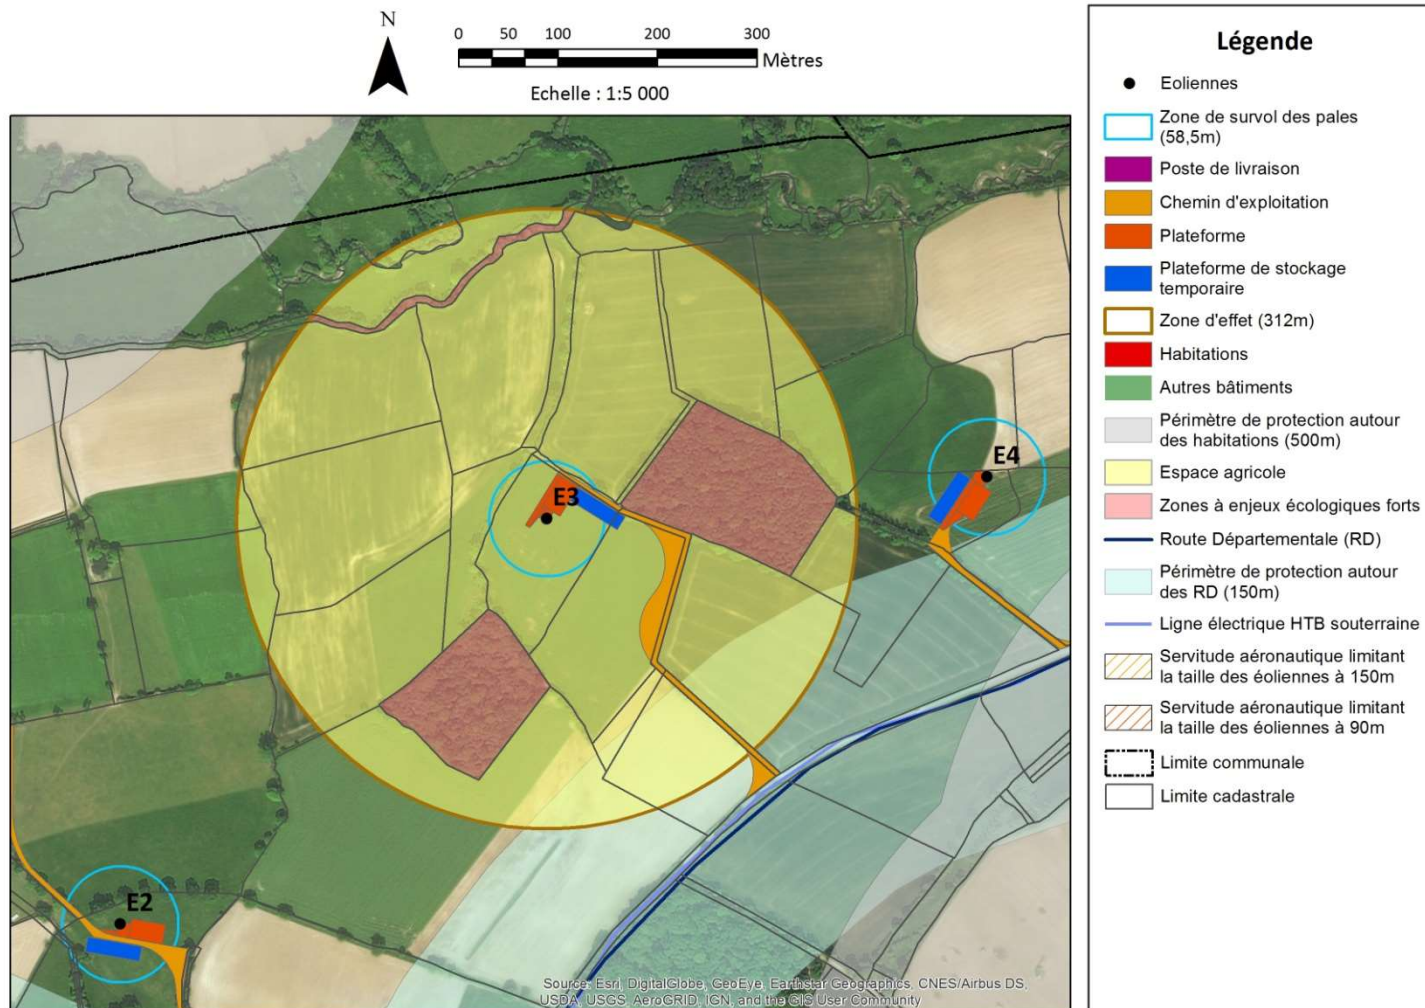 N
0 50 100 200 300
Mètres
Echelle : 1:5 000
E3
E4
E2
Source: Esri, DigitalGlobe, GeoEye, Earthstar Geographics, CNES/Airbus DS,
USDA, USGS, AeroGRID, IGN, and the GIS User Community
Légende
Eoliennes
Zone de survol des pales
(58,5m)
Poste de livraison
Chemin d'exploitation
Plateforme
Plateforme de stockage
temporaire
Zone d'effet (312m)
Habitations
Autres bâtiments
Périmètre de protection autour
des habitations (500m)
Espace agricole
Zones à enjeux écologiques forts
Route Départementale (RD)
Périmètre de protection autour
des RD (150m)
Ligne électrique HTB souterraine
Servitude aéronautique limitant
la taille des éoliennes à 150m
Servitude aéronautique limitant
la taille des éoliennes à 90m
Limite communale
Limite cadastrale